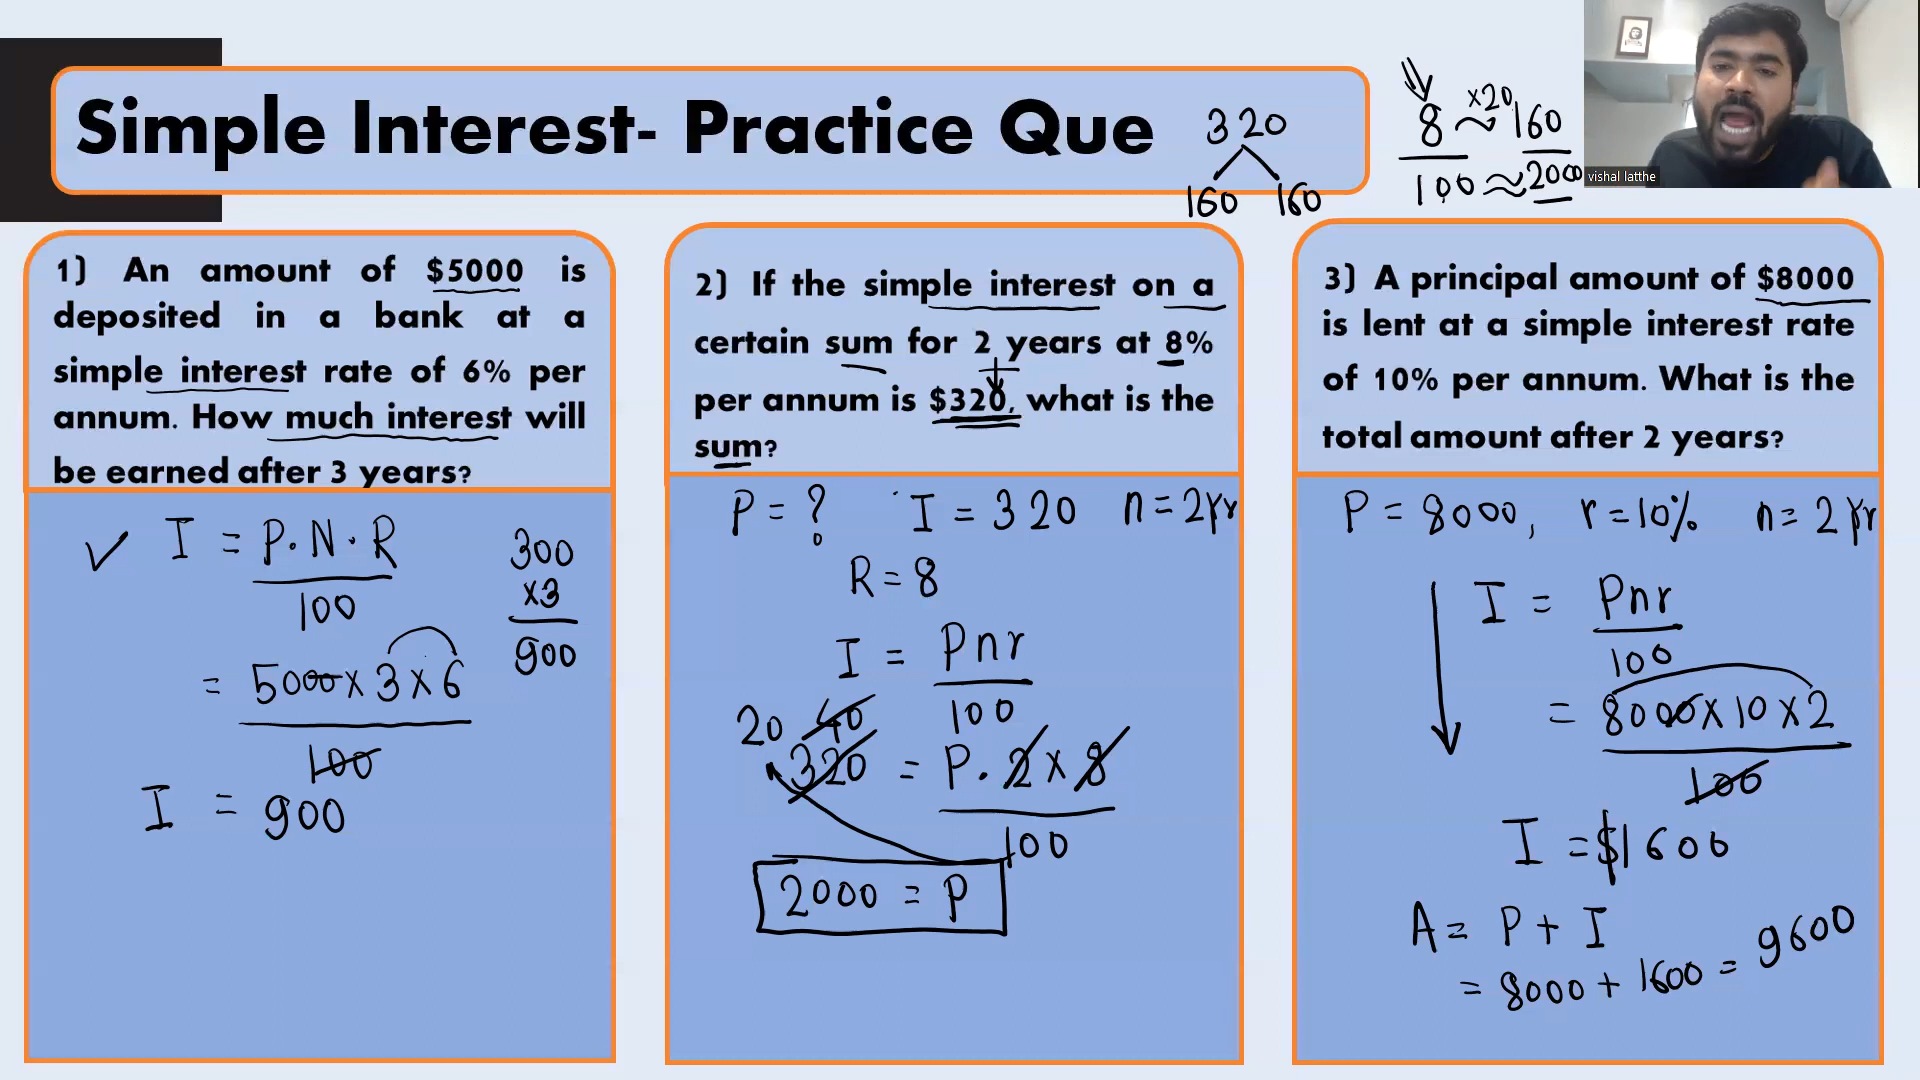 Simple Interest- Practice Que
320
160 160
8 ×20 160
100 2000
vishal latthe
1) An amount of $5000 is
deposited in a bank at a
simple interest rate of 6% per
annum. How much interest will
be earned after 3 years?
I = P.N.R
100
= 5000 × 3 × 6
100
I = 900
300
×3
900
2) If the simple interest on a
certain sum for 2 years at 8%
per annum is $320, what is the
sum?
P = ? I = 320 n = 2yr
R = 8
I = Pnr
100
20 40
320 = P. 2 × 8
100
2000 = P
3) A principal amount of $8000
is lent at a simple interest rate
of 10% per annum. What is the
total amount after 2 years?
P = 8000, r = 10% n = 2yr
I = Pnr
100
= 8000 × 10 × 2
100
I = $1600
A = P + I
= 8000 + 1600 = 9600